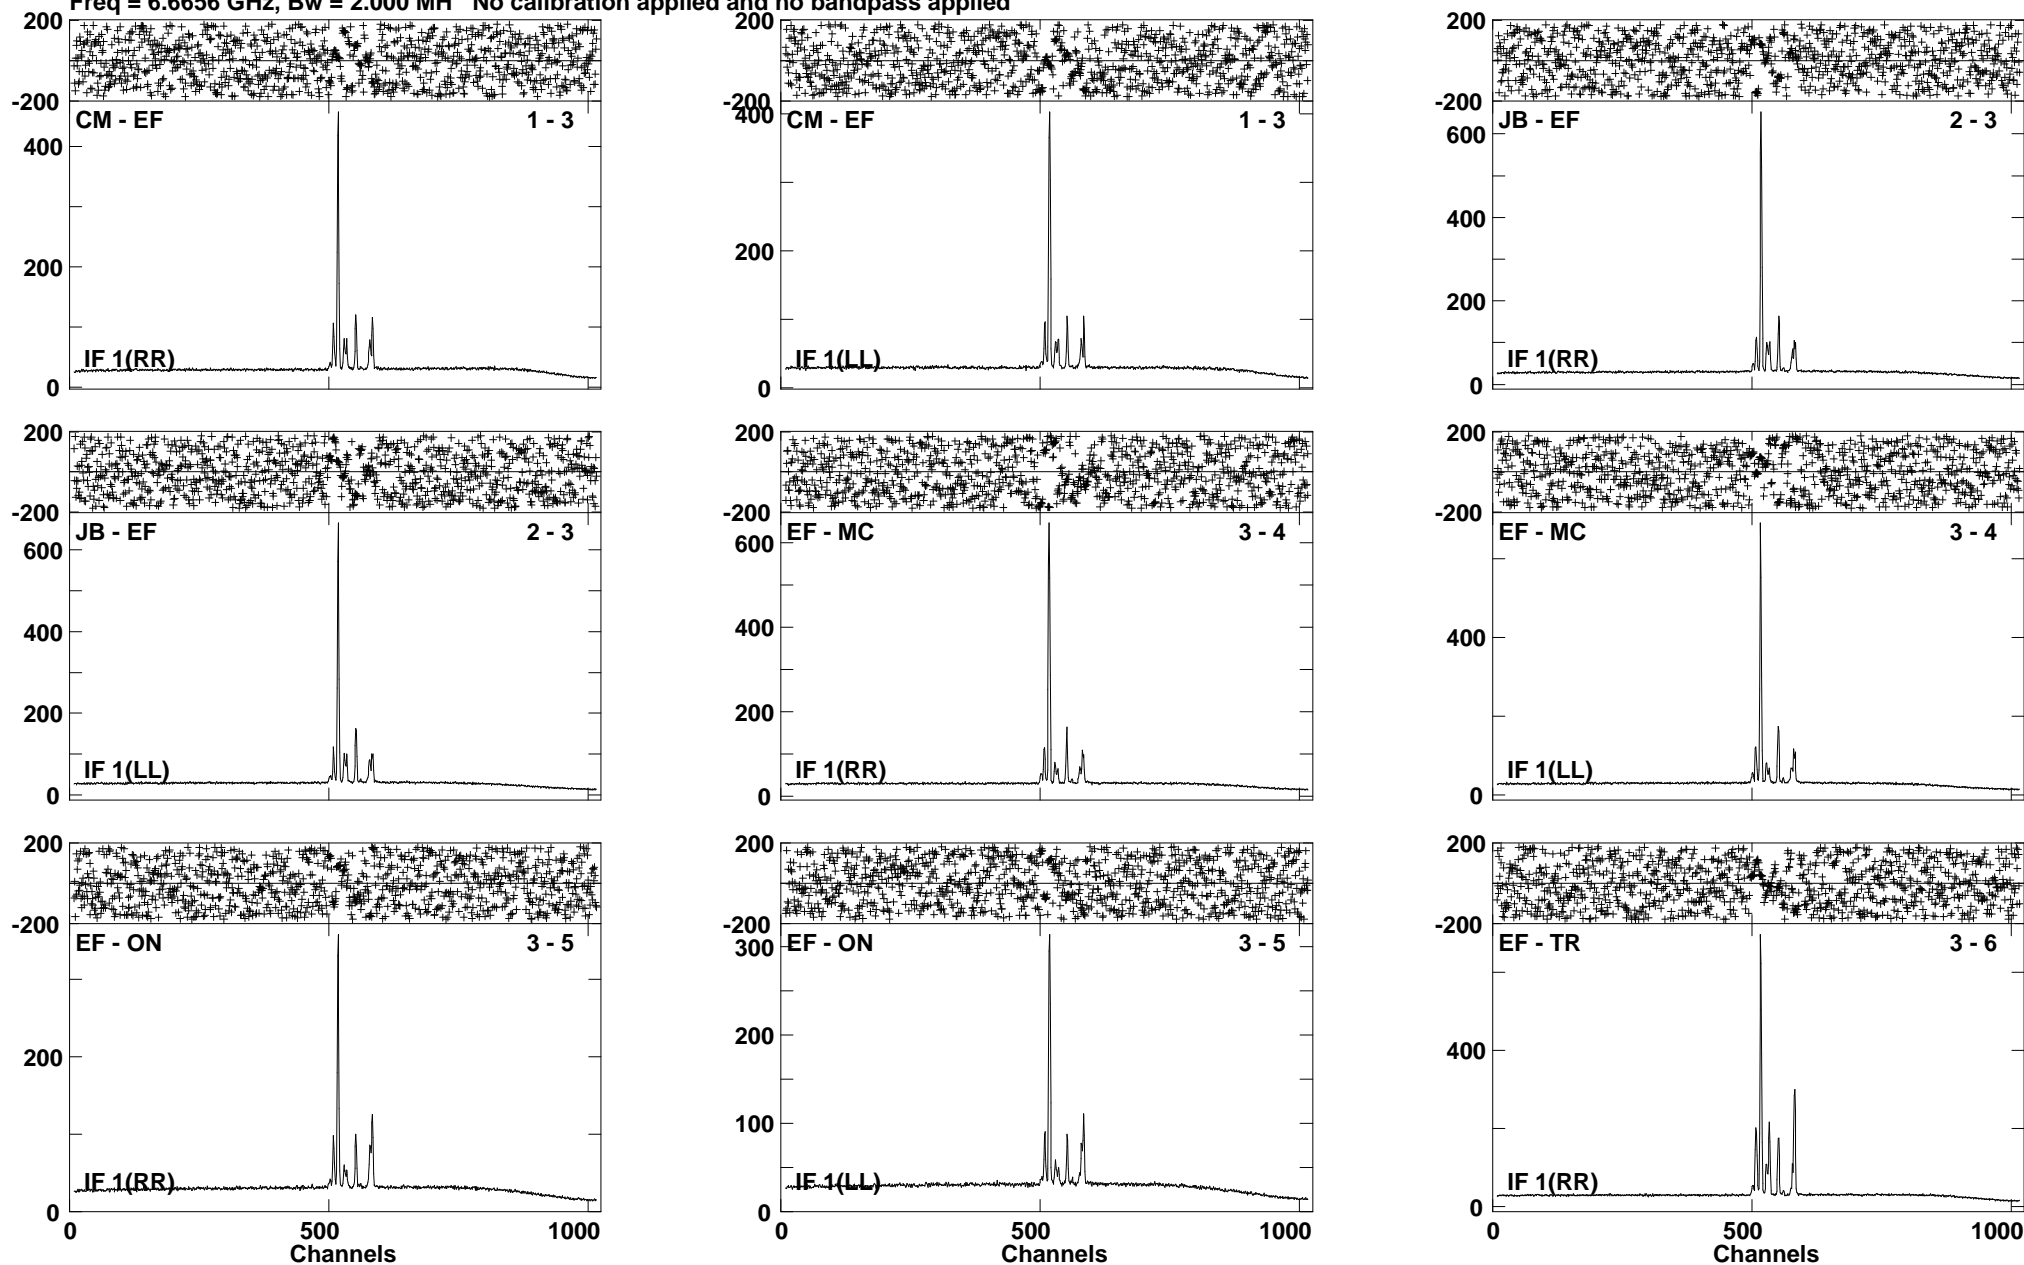 Freq = 6.6656 GHz, Bw = 2.000 MH No calibration applied and no bandpass applied
200
-200
CM - EF 1 - 3
400
200
IF 1(RR)
0
200
-200
400
CM - EF 1 - 3
200
IF 1(LL)
0
200
-200
JB - EF 2 - 3
600
400
200
IF 1(RR)
0
200
-200
JB - EF 2 - 3
600
400
200
IF 1(LL)
0
200
-200
EF - MC 3 - 4
600
400
200
IF 1(RR)
0
200
-200
EF - MC 3 - 4
400
IF 1(LL)
0
200
-200
EF - ON 3 - 5
200
IF 1(RR)
0
0 500 1000
Channels
200
-200
300
EF - ON 3 - 5
200
100
IF 1(LL)
0
0 500 1000
Channels
200
-200
EF - TR 3 - 6
400
IF 1(RR)
0
0 500 1000
Channels